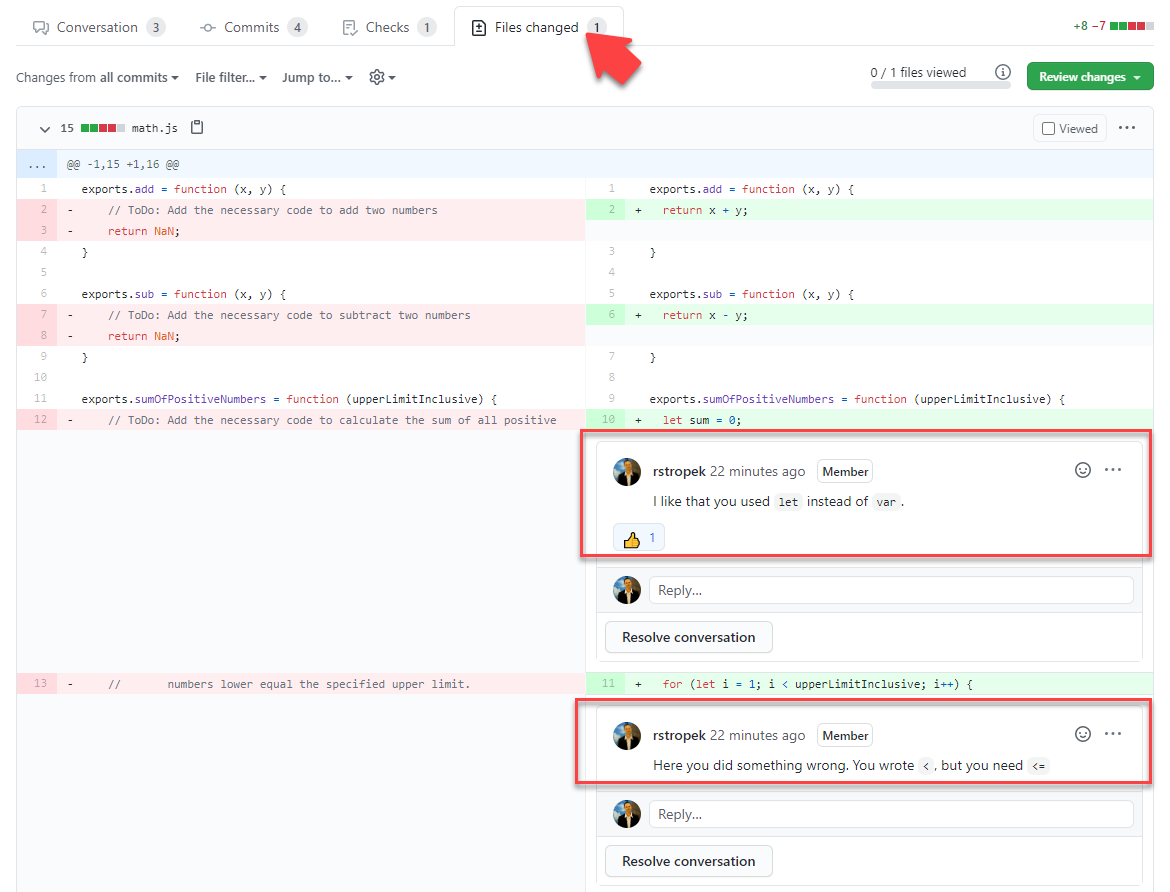 Conversation 3 Commits 4 Checks 1 Files changed 1 +8 −7
Changes from all commits File filter... Jump to... 0 / 1 files viewed Review changes
15 math.js Viewed
... @@ -1,15 +1,16 @@
1 exports.add = function (x, y) { 1 exports.add = function (x, y) {
2 - // ToDo: Add the necessary code to add two numbers 2 + return x + y;
3 - return NaN;
4 } 3 }
5 4
6 exports.sub = function (x, y) { 5 exports.sub = function (x, y) {
7 - // ToDo: Add the necessary code to subtract two numbers 6 + return x - y;
8 - return NaN;
9 } 7 }
10 8
11 exports.sumOfPositiveNumbers = function (upperLimitInclusive) { 9 exports.sumOfPositiveNumbers = function (upperLimitInclusive) {
12 - // ToDo: Add the necessary code to calculate the sum of all positive 10 + let sum = 0;
rstropek 22 minutes ago Member
I like that you used let instead of var .
1
Reply...
Resolve conversation
13 - // numbers lower equal the specified upper limit. 11 + for (let i = 1; i < upperLimitInclusive; i++) {
rstropek 22 minutes ago Member
Here you did something wrong. You wrote < , but you need <=
Reply...
Resolve conversation